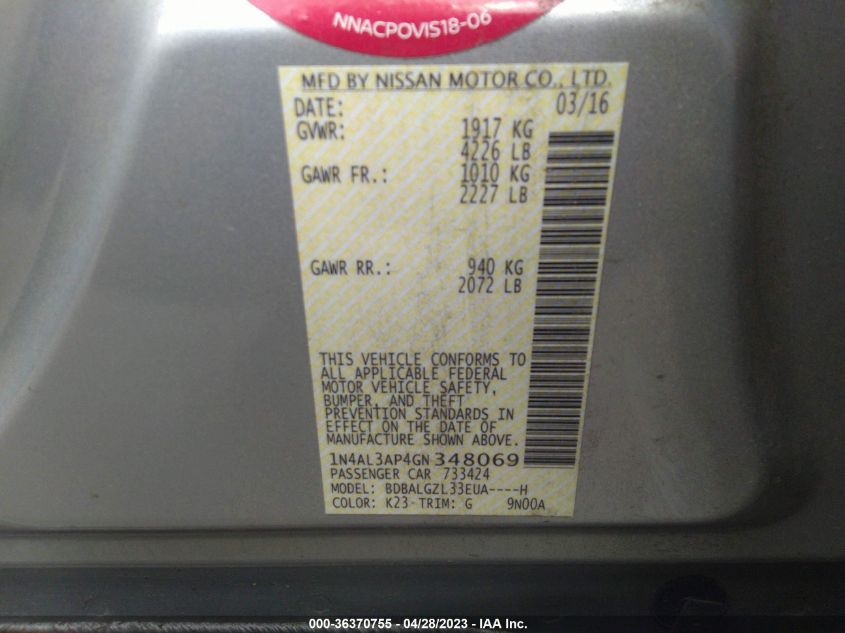 NNACPOVIS18-06
MFD BY NISSAN MOTOR CO., LTD.
DATE: 03/16
GVWR: 1917 KG
4226 LB
GAWR FR.: 1010 KG
2227 LB
GAWR RR.: 940 KG
2072 LB
THIS VEHICLE CONFORMS TO
ALL APPLICABLE FEDERAL
MOTOR VEHICLE SAFETY,
BUMPER, AND THEFT
PREVENTION STANDARDS IN
EFFECT ON THE DATE OF
MANUFACTURE SHOWN ABOVE.
1N4AL3AP4GN348069
PASSENGER CAR 733424
MODEL: BDBALGZL33EUA----H
COLOR: K23 TRIM: G 9N00A
000-36370755 - 04/28/2023 - IAA Inc.